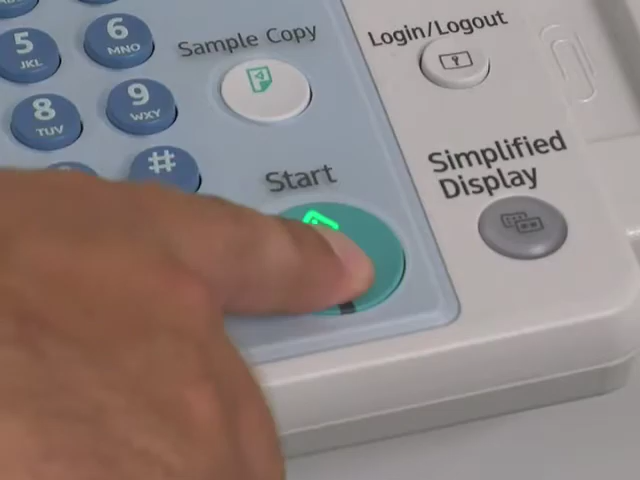 5
JKL
6
MNO
Sample Copy
Login/Logout
8
TUV
9
WXY
#
Start
Simplified
Display